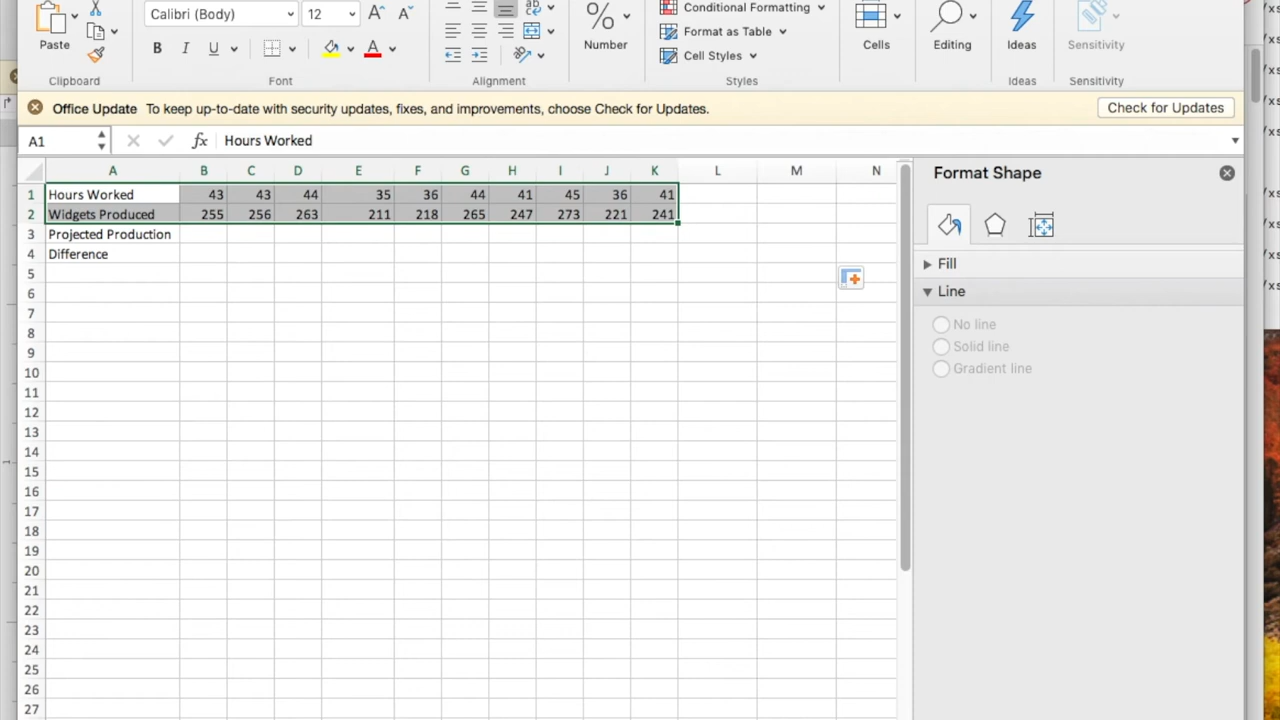 Calibri (Body) 12 A^ A˅
Conditional Formatting
Format as Table
Paste B I U A Number Cell Styles Cells Editing Ideas Sensitivity
Clipboard Font Alignment Styles Ideas Sensitivity
Office Update To keep up-to-date with security updates, fixes, and improvements, choose Check for Updates. Check for Updates
A1 fx Hours Worked
A B C D E F G H I J K L M N
1 Hours Worked 43 43 44 35 36 44 41 45 36 41
2 Widgets Produced 255 256 263 211 218 265 247 273 221 241
3 Projected Production
4 Difference
5
6
7
8
9
10
11
12
13
14
15
16
17
18
19
20
21
22
23
24
25
26
27
Format Shape
Fill
Line
No line
Solid line
Gradient line